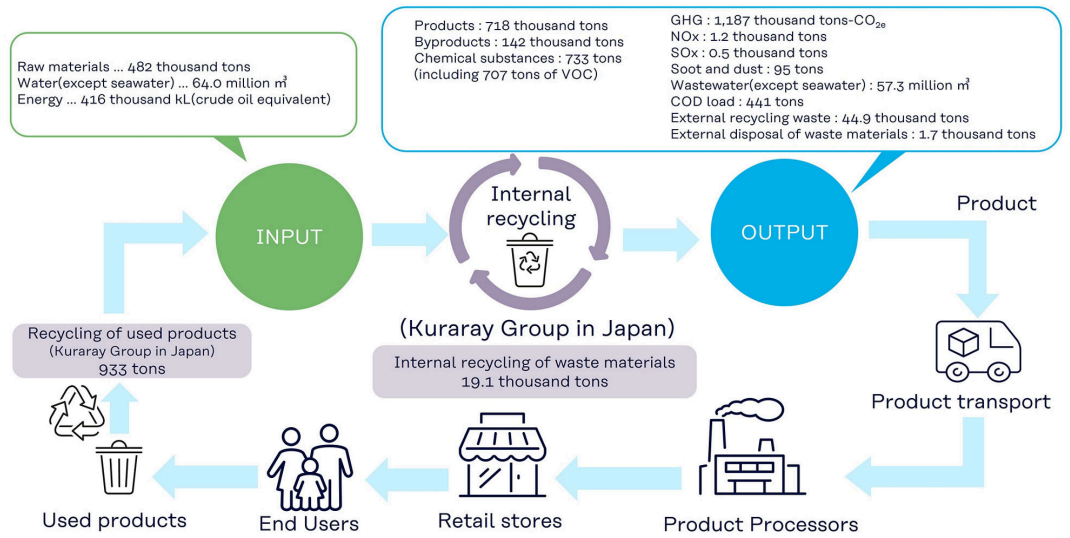 Raw materials ... 482 thousand tons
Water(except seawater) ... 64.0 million ㎥
Energy ... 416 thousand kL(crude oil equivalent)
Products : 718 thousand tons
Byproducts : 142 thousand tons
Chemical substances : 733 tons
(including 707 tons of VOC)
GHG : 1,187 thousand tons-CO₂e
NOx : 1.2 thousand tons
SOx : 0.5 thousand tons
Soot and dust : 95 tons
Wastewater(except seawater) : 57.3 million ㎥
COD load : 441 tons
External recycling waste : 44.9 thousand tons
External disposal of waste materials : 1.7 thousand tons
INPUT
Internal
recycling
OUTPUT
Product
(Kuraray Group in Japan)
Internal recycling of waste materials
19.1 thousand tons
Recycling of used products
(Kuraray Group in Japan)
933 tons
Product transport
Used products
End Users
Retail stores
Product Processors